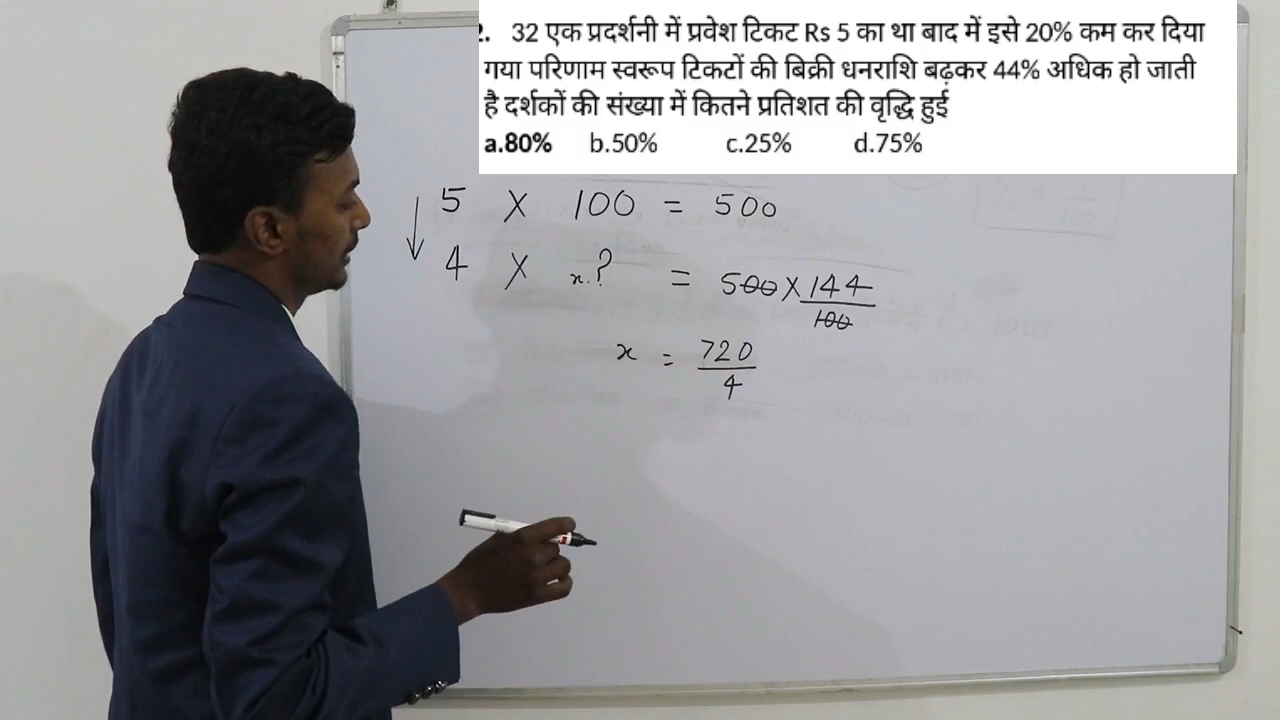 2. 32 एक प्रदर्शनी में प्रवेश टिकट Rs 5 का था बाद में इसे 20% कम कर दिया
गया परिणाम स्वरूप टिकटों की बिक्री धनराशि बढ़कर 44% अधिक हो जाती
है दर्शकों की संख्या में कितने प्रतिशत की वृद्धि हुई
a.80% b.50% c.25% d.75%
5 X 100 = 500
4 X x.? = 500 X 144
100
x = 720
4